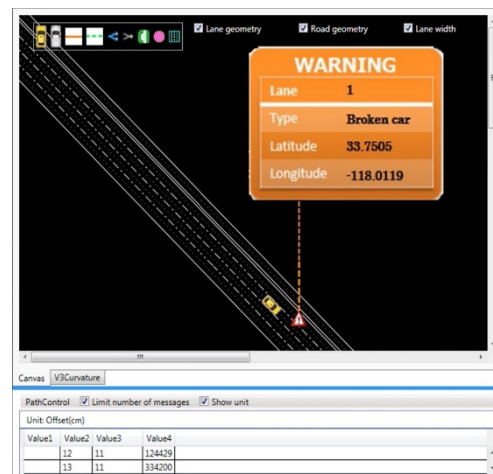 Lane geometry Road geometry Lane width
WARNING
Lane 1
Type Broken car
Latitude 33.7505
Longitude -118.0119
Canvas V3Curvature
PathControl Limit number of messages Show unit
Unit: Offset(cm)
Value1 Value2 Value3 Value4
12 11 124429
13 11 334200